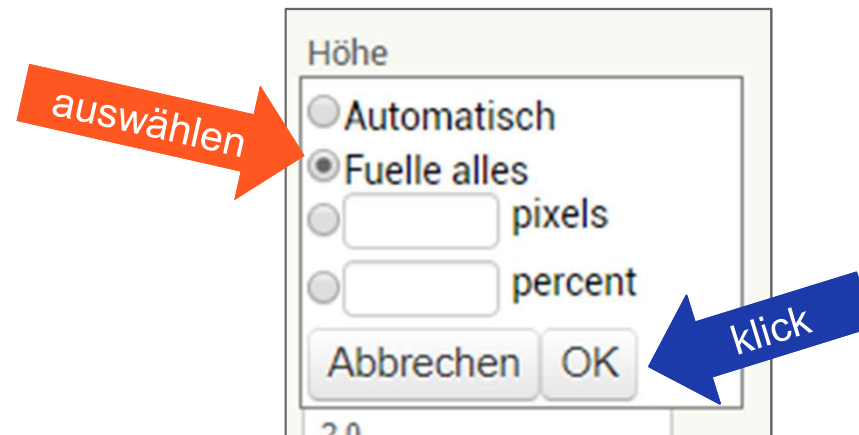 Höhe
auswählen
Automatisch
Fuelle alles
pixels
percent
klick
Abbrechen OK